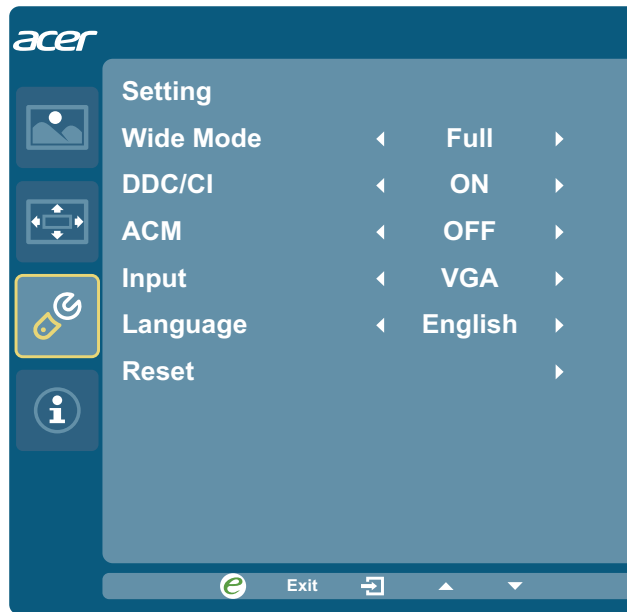 acer
Setting
Wide Mode Full
DDC/CI ON
ACM OFF
Input VGA
Language English
Reset
e Exit